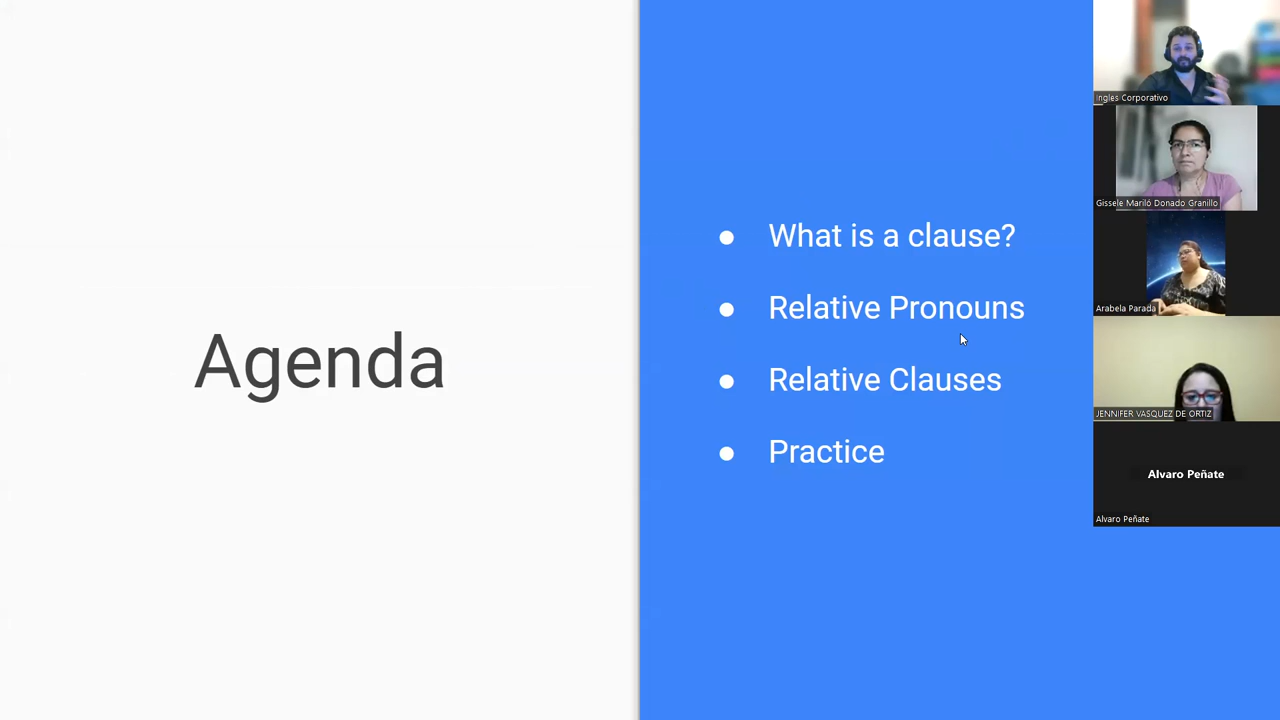 Agenda
What is a clause?
Relative Pronouns
Relative Clauses
Practice
Ingles Corporativo
Gissele Mariló Donado Granillo
Arabela Parada
JENNIFER VASQUEZ DE ORTIZ
Alvaro Peñate
Alvaro Peñate